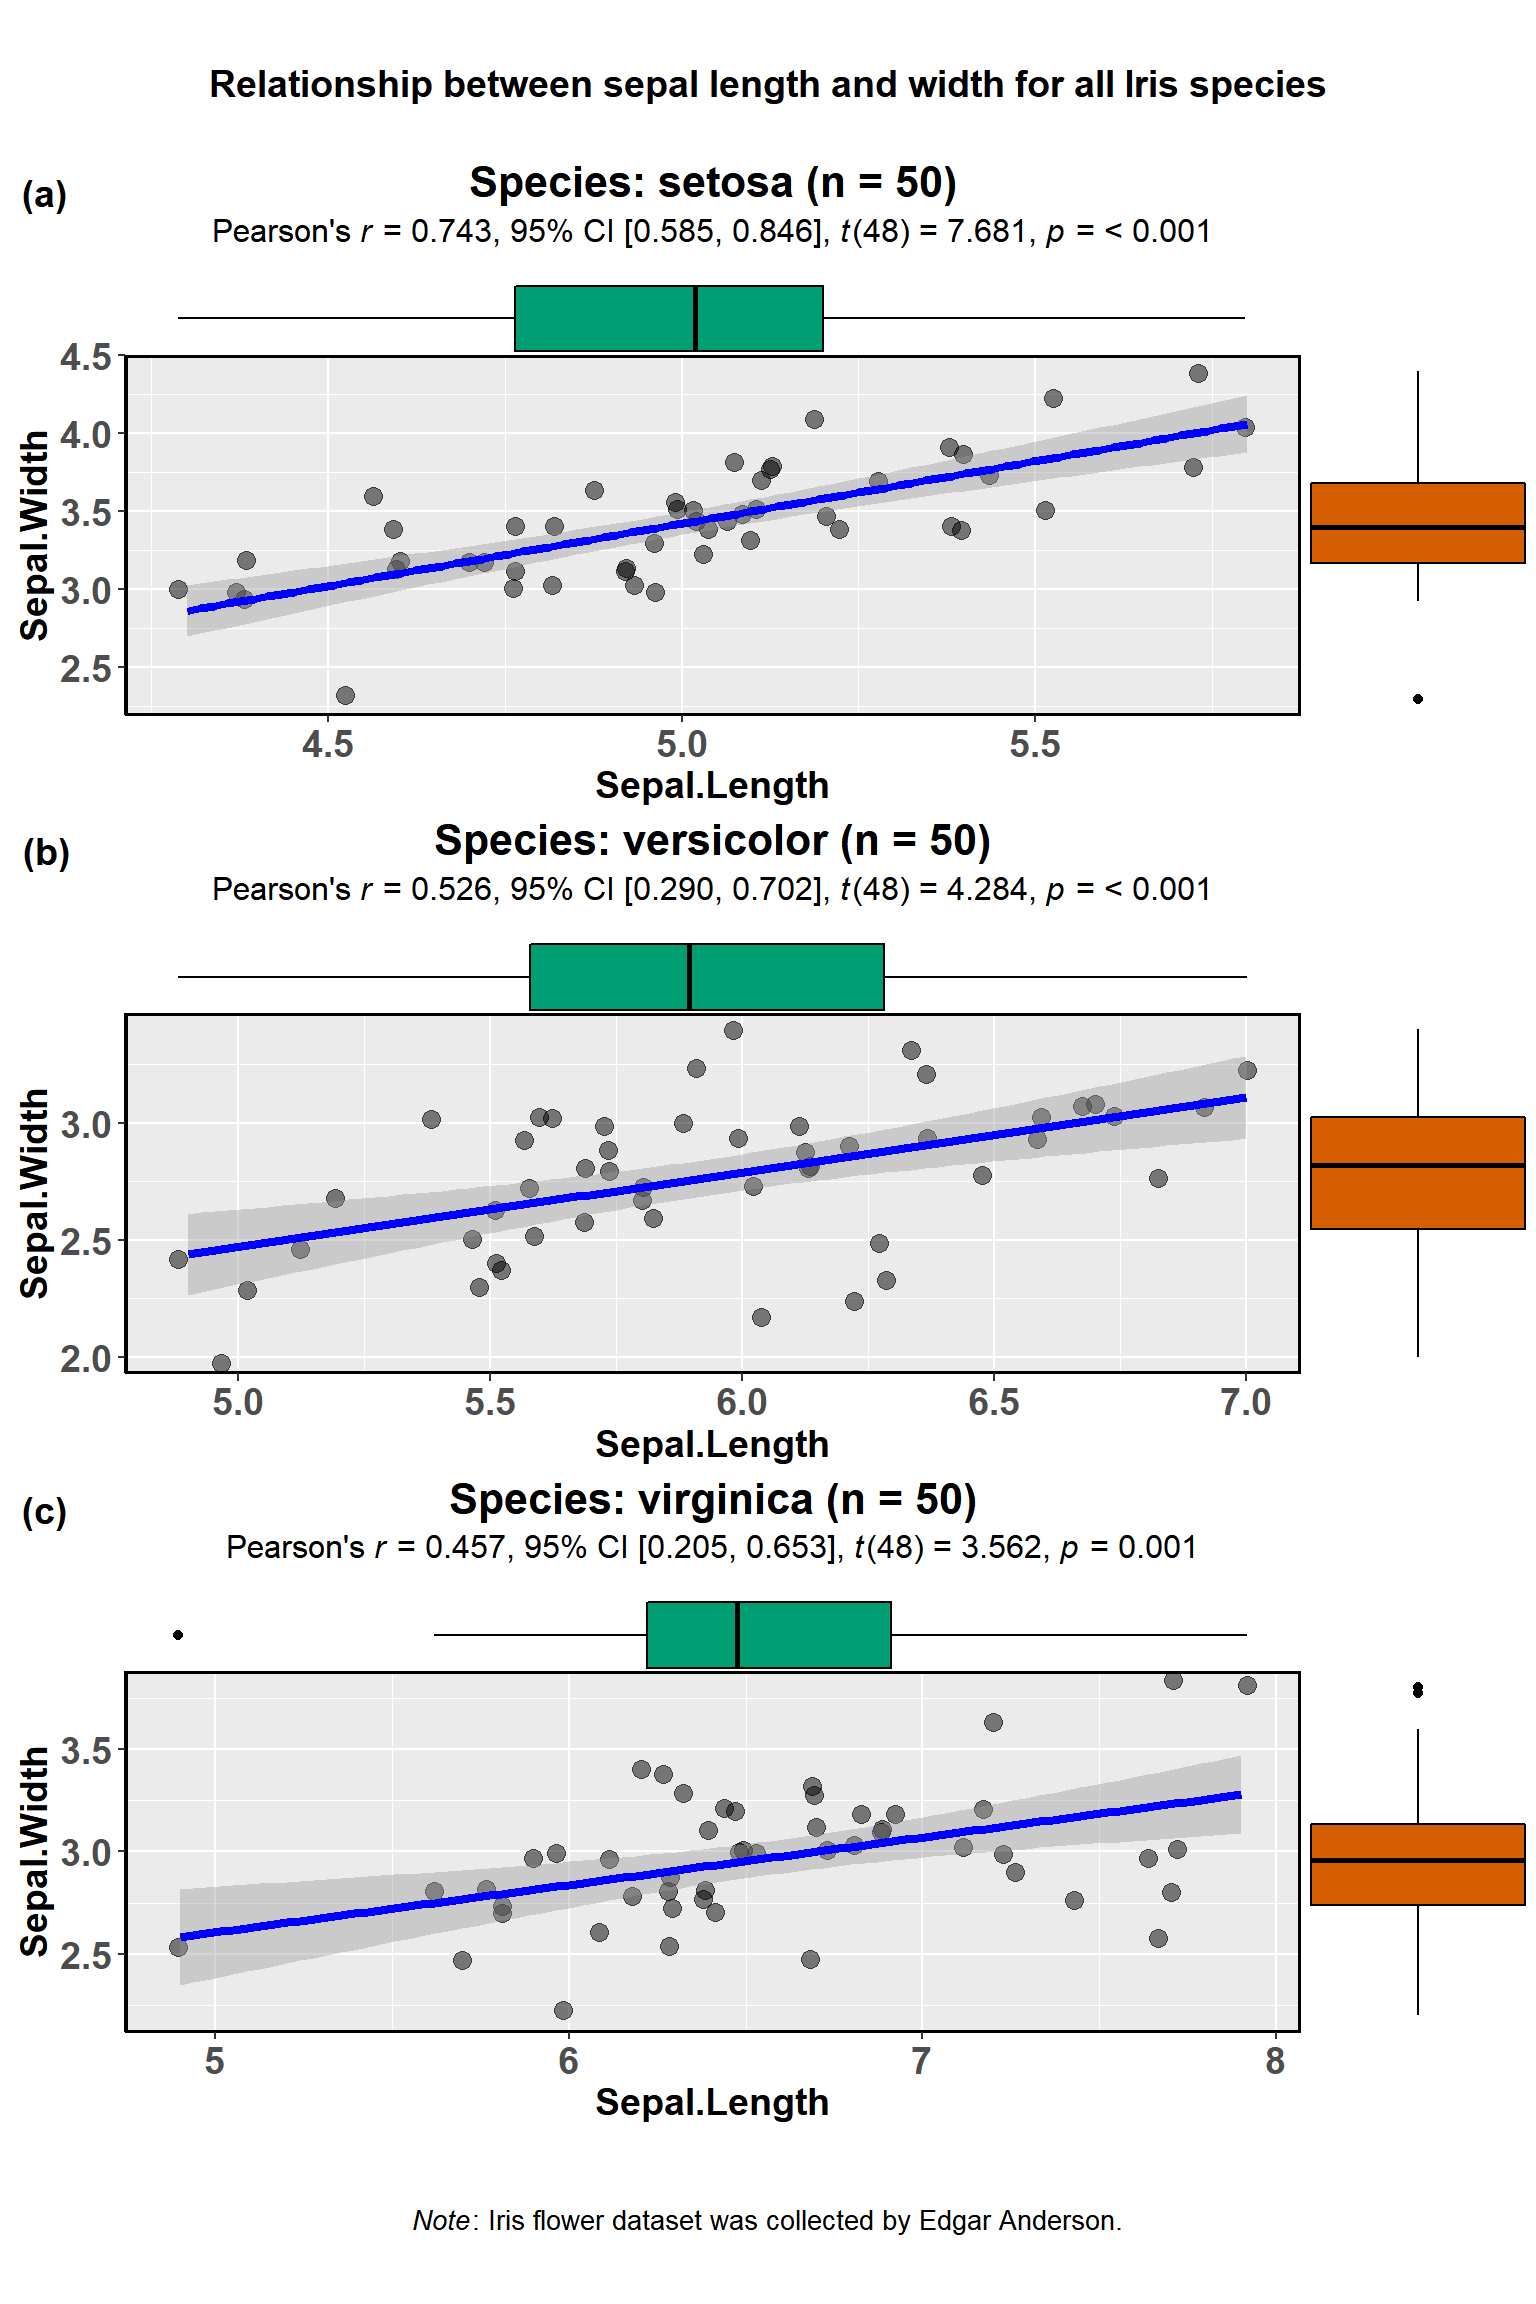 Relationship between sepal length and width for all Iris species
(a)
Species: setosa (n = 50)
Pearson's r = 0.743, 95% CI [0.585, 0.846], t(48) = 7.681, p = < 0.001
4.5
4.0
3.5
3.0
2.5
Sepal.Width
4.5 5.0 5.5
Sepal.Length
(b)
Species: versicolor (n = 50)
Pearson's r = 0.526, 95% CI [0.290, 0.702], t(48) = 4.284, p = < 0.001
3.0
2.5
2.0
Sepal.Width
5.0 5.5 6.0 6.5 7.0
Sepal.Length
(c)
Species: virginica (n = 50)
Pearson's r = 0.457, 95% CI [0.205, 0.653], t(48) = 3.562, p = 0.001
3.5
3.0
2.5
Sepal.Width
5 6 7 8
Sepal.Length
Note: Iris flower dataset was collected by Edgar Anderson.